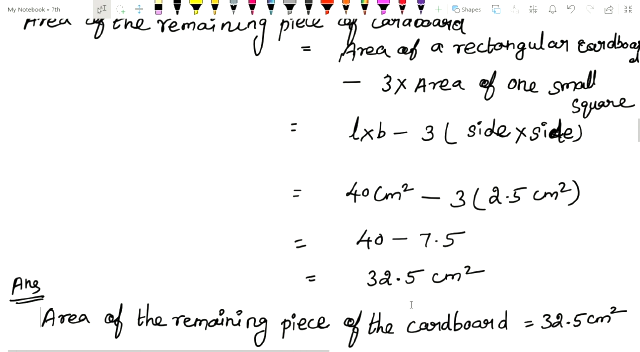 My Notebook - 7th
Shapes
Area of the remaining piece of cardboard
= Area of a rectangular cardboard
- 3 x Area of one small
square
= l x b - 3 ( side x side )
= 40 cm² - 3 ( 2.5 cm² )
= 40 - 7.5
= 32.5 cm²
Ans
Area of the remaining piece of the cardboard = 32.5 cm²